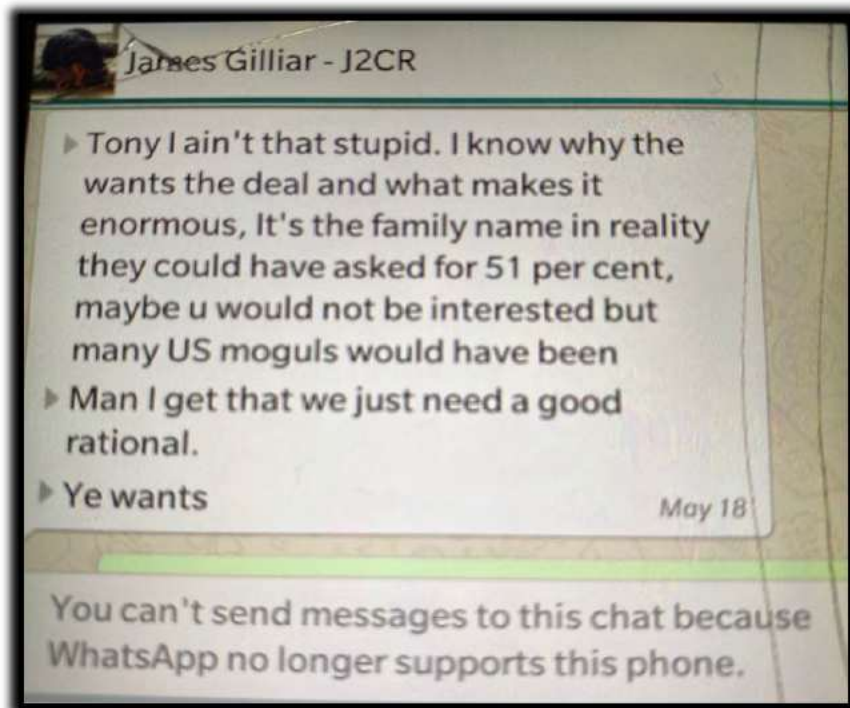 James Gilliar - J2CR
Tony I ain't that stupid. I know why the
wants the deal and what makes it
enormous, It's the family name in reality
they could have asked for 51 per cent,
maybe u would not be interested but
many US moguls would have been
Man I get that we just need a good
rational.
Ye wants
May 18
You can't send messages to this chat because
WhatsApp no longer supports this phone.